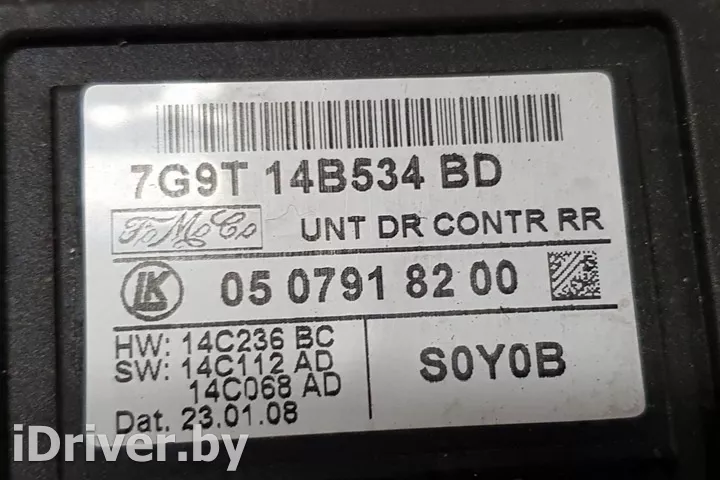 7G9T 14B534 BD
FoMoCo UNT DR CONTR RR
LK 05 0791 82 00
HW: 14C236 BC
SW: 14C112 AD
14C068 AD
Dat. 23.01.08
S0Y0B
iDriver.by